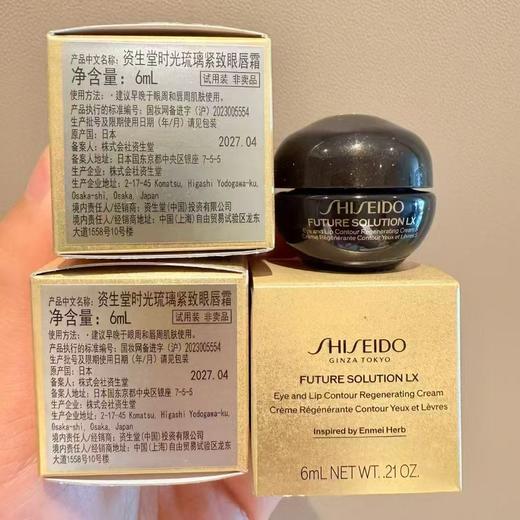 产品中文名称: 资生堂时光琉璃紧致眼唇霜
净含量: 6mL 试用装 非卖品
使用方法: ·建议早晚于眼周和唇周肌肤使用。
产品执行的标准编号: 国妆网备进字(沪)2023005554
生产批号及限期使用日期 (年/月) 请见包装
原产国: 日本
2027.04
备案人: 株式会社资生堂
备案人地址: 日本国东京都中央区银座 7-5-5
生产企业: 株式会社资生堂
生产企业地址: 2-17-45 Komatsu, Higashi Yodogawa-ku,
Osaka-shi, Osaka, Japan
境内责任人/经销商: 资生堂(中国)投资有限公司
境内责任人/经销商地址: 中国(上海)自由贸易试验区龙东
大道1558号10号楼
SHISEIDO
FUTURE SOLUTION LX
Eye and Lip Contour Regenerating Cream
Crème Régénérante Contour Yeux et Lèvres
产品中文名称: 资生堂时光琉璃紧致眼唇霜
净含量: 6mL 试用装 非卖品
使用方法: ·建议早晚于眼周和唇周肌肤使用。
产品执行的标准编号: 国妆网备进字(沪)2023005554
生产批号及限期使用日期 (年/月) 请见包装
原产国: 日本
2027.04
备案人: 株式会社资生堂
备案人地址: 日本国东京都中央区银座 7-5-5
生产企业: 株式会社资生堂
生产企业地址: 2-17-45 Komatsu, Higashi Yodogawa-ku,
Osaka-shi, Osaka, Japan
境内责任人/经销商: 资生堂(中国)投资有限公司
境内责任人/经销商地址: 中国(上海)自由贸易试验区龙东
大道1558号10号楼
SHISEIDO
GINZA TOKYO
FUTURE SOLUTION LX
Eye and Lip Contour Regenerating Cream
Crème Régénérante Contour Yeux et Lèvres
Inspired by Enmei Herb
6mL NET WT. .21 OZ.